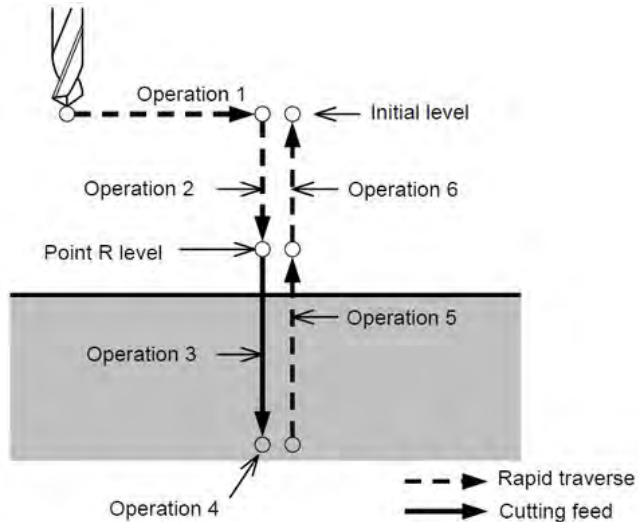 Operation 1
Initial level
Operation 2
Operation 6
Point R level
Operation 5
Operation 3
Rapid traverse
Operation 4
Cutting feed